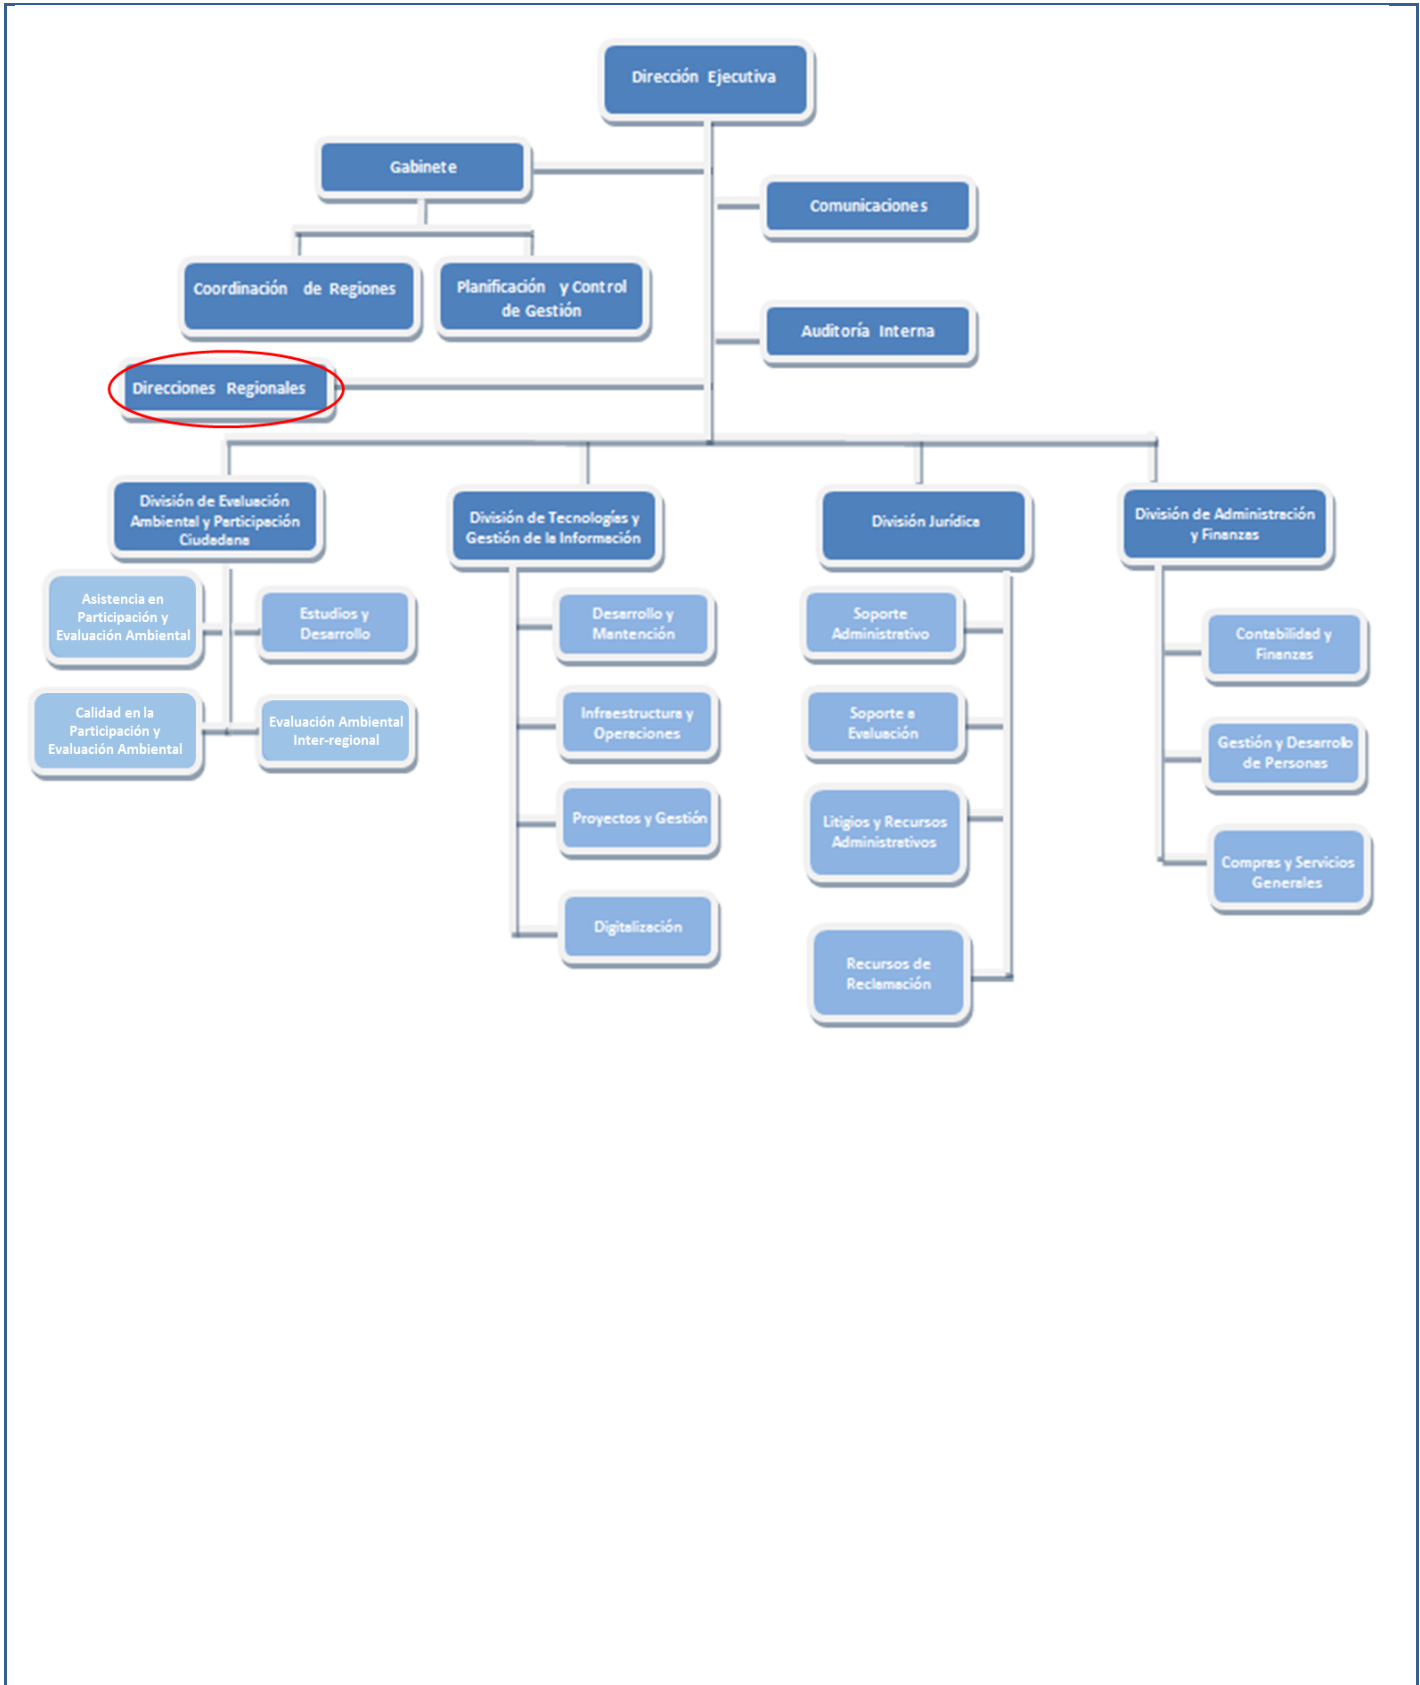 Dirección Ejecutiva
Gabinete
Comunicaciones
Coordinación de Regiones
Planificación y Control
de Gestión
Auditoría Interna
Direcciones Regionales
División de Evaluación
Ambiental y Participación
Ciudadana
División de Tecnologías y
Gestión de la Información
División Jurídica
División de Administración
y Finanzas
Asistencia en
Participación y
Evaluación Ambiental
Estudios y
Desarrollo
Calidad en la
Participación y
Evaluación Ambiental
Evaluación Ambiental
Inter-regional
Desarrollo y
Mantención
Infraestructura y
Operaciones
Proyectos y Gestión
Digitalización
Soporte
Administrativo
Soporte a
Evaluación
Litigios y Recursos
Administrativos
Recursos de
Reclamación
Contabilidad y
Finanzas
Gestión y Desarrollo
de Personas
Compras y Servicios
Generales